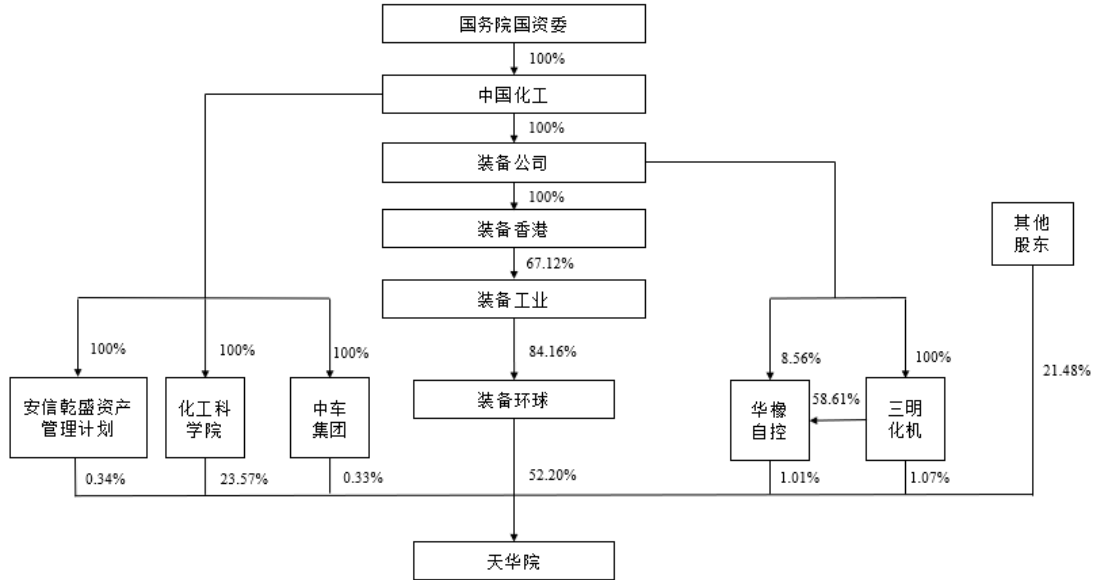 国务院国资委
100%
中国化工
100%
装备公司
100%
装备香港
其他
股东
67.12%
装备工业
100%
100%
100%
84.16%
8.56%
100%
21.48%
安信乾盛资产
管理计划
化工科
学院
中车
集团
装备环球
华橡
自控
58.61%
三明
化机
0.34%
23.57%
0.33%
52.20%
1.01%
1.07%
天华院